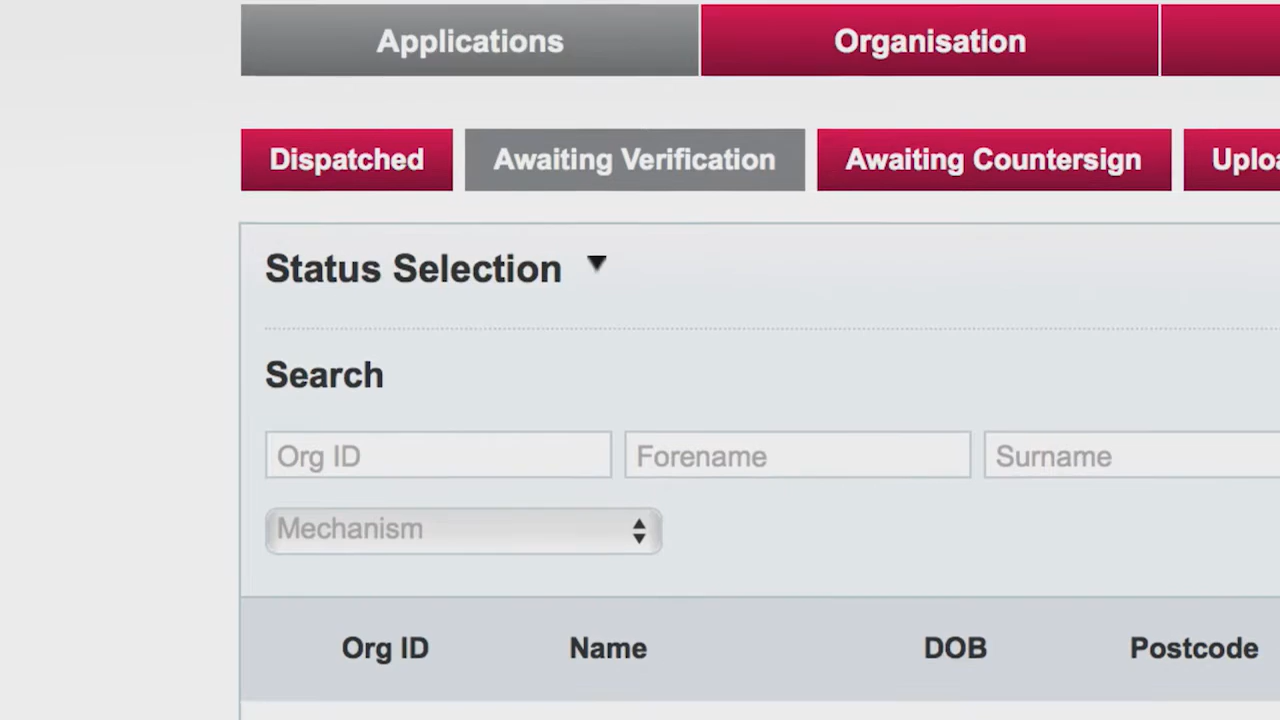 Applications Organisation
Dispatched Awaiting Verification Awaiting Countersign Uplo
Status Selection
Search
Org ID Forename Surname
Mechanism
Org ID Name DOB Postcode